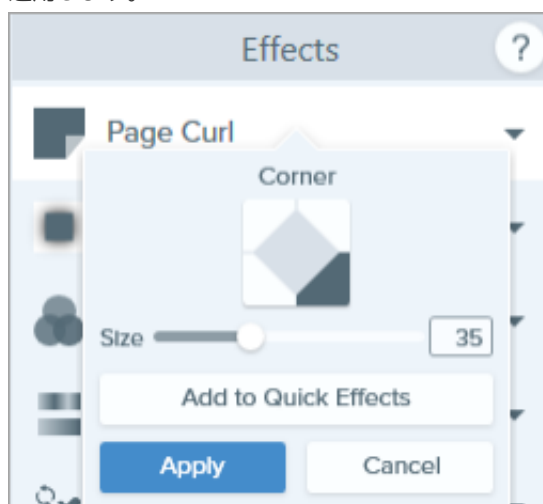 Effects
?
Page Curl
Corner
Size
35
Add to Quick Effects
Apply
Cancel